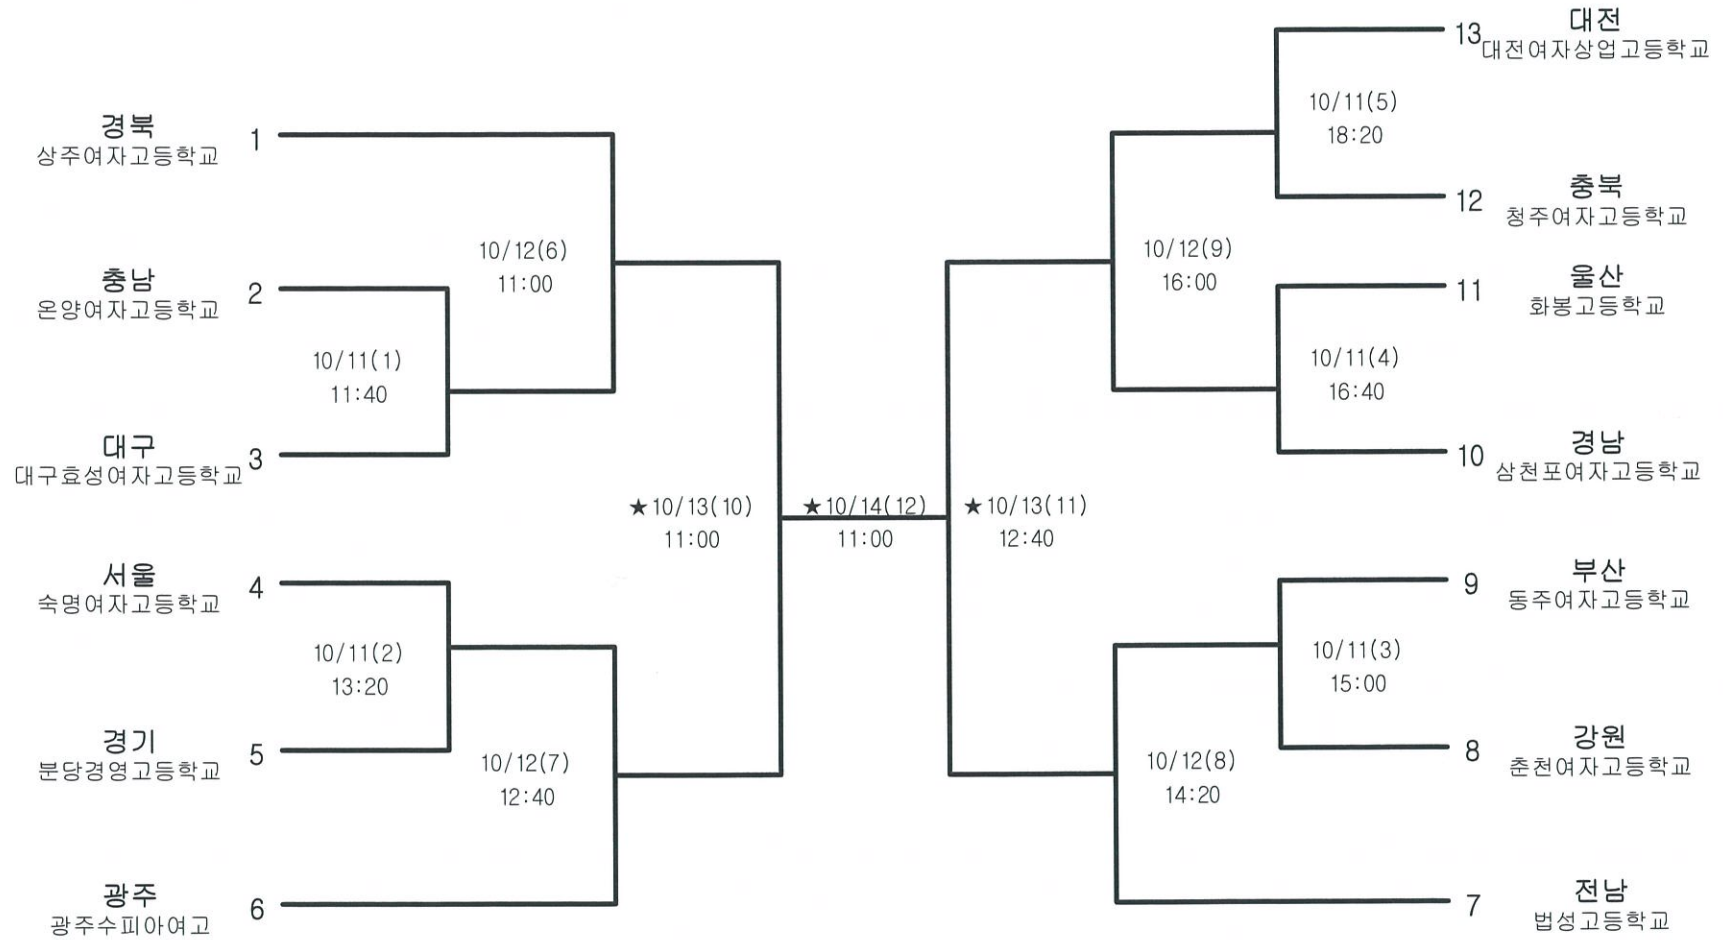 경북
상주여자고등학교
1
충남
온양여자고등학교
2
대구
대구효성여자고등학교
3
서울
숙명여자고등학교
4
경기
분당경영고등학교
5
광주
광주수피아여고
6
10/11(1)
11:40
10/11(2)
13:20
10/12(6)
11:00
10/12(7)
12:40
★10/13(10)
11:00
★10/14(12)
11:00
★10/13(11)
12:40
10/12(9)
16:00
10/12(8)
14:20
10/11(5)
18:20
10/11(4)
16:40
10/11(3)
15:00
13
대전
대전여자상업고등학교
12
충북
청주여자고등학교
11
울산
화봉고등학교
10
경남
삼천포여자고등학교
9
부산
동주여자고등학교
8
강원
춘천여자고등학교
7
전남
법성고등학교